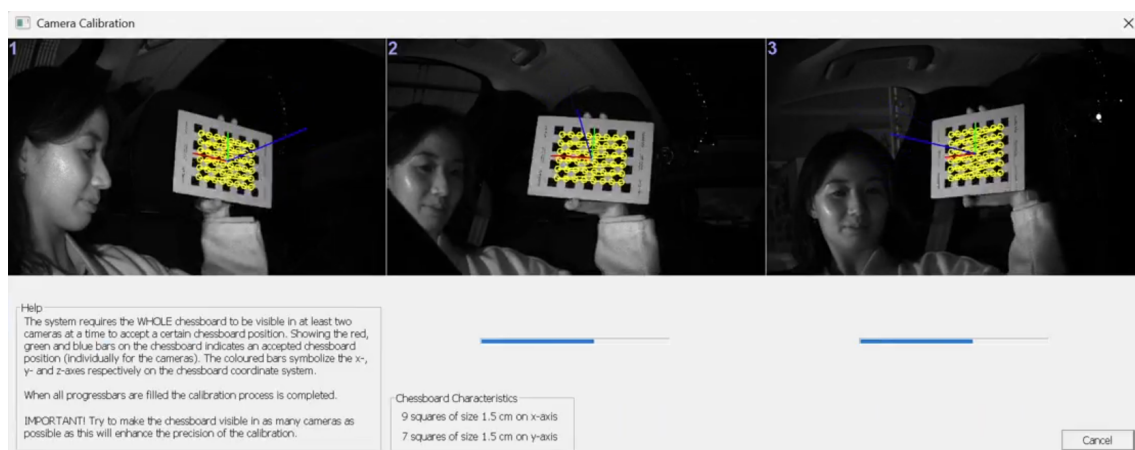 Camera Calibration
1
2
3
Help
The system requires the WHOLE chessboard to be visible in at least two
cameras at a time to accept a certain chessboard position. Showing the red,
green and blue bars on the chessboard indicates an accepted chessboard
position (individually for the cameras). The coloured bars symbolize the x-,
y- and z-axes respectively on the chessboard coordinate system.
When all progressbars are filled the calibration process is completed.
IMPORTANT! Try to make the chessboard visible in as many cameras as
possible as this will enhance the precision of the calibration.
Chessboard Characteristics
9 squares of size 1.5 cm on x-axis
7 squares of size 1.5 cm on y-axis
Cancel